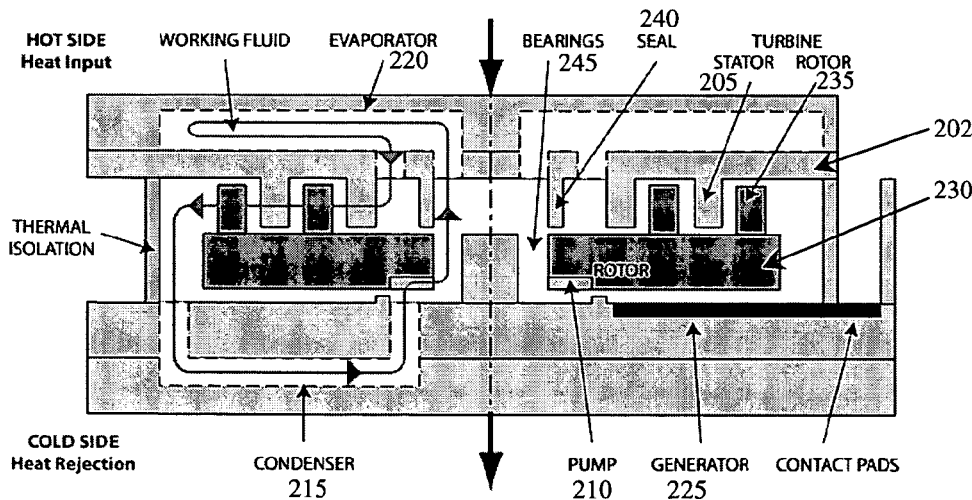 240
HOT SIDE
Heat Input
WORKING FLUID
EVAPORATOR
220
BEARINGS
245
SEAL
TURBINE
STATOR ROTOR
205 235
202
230
THERMAL
ISOLATION
ROTOR
COLD SIDE
Heat Rejection
CONDENSER
215
PUMP
210
GENERATOR
225
CONTACT PADS